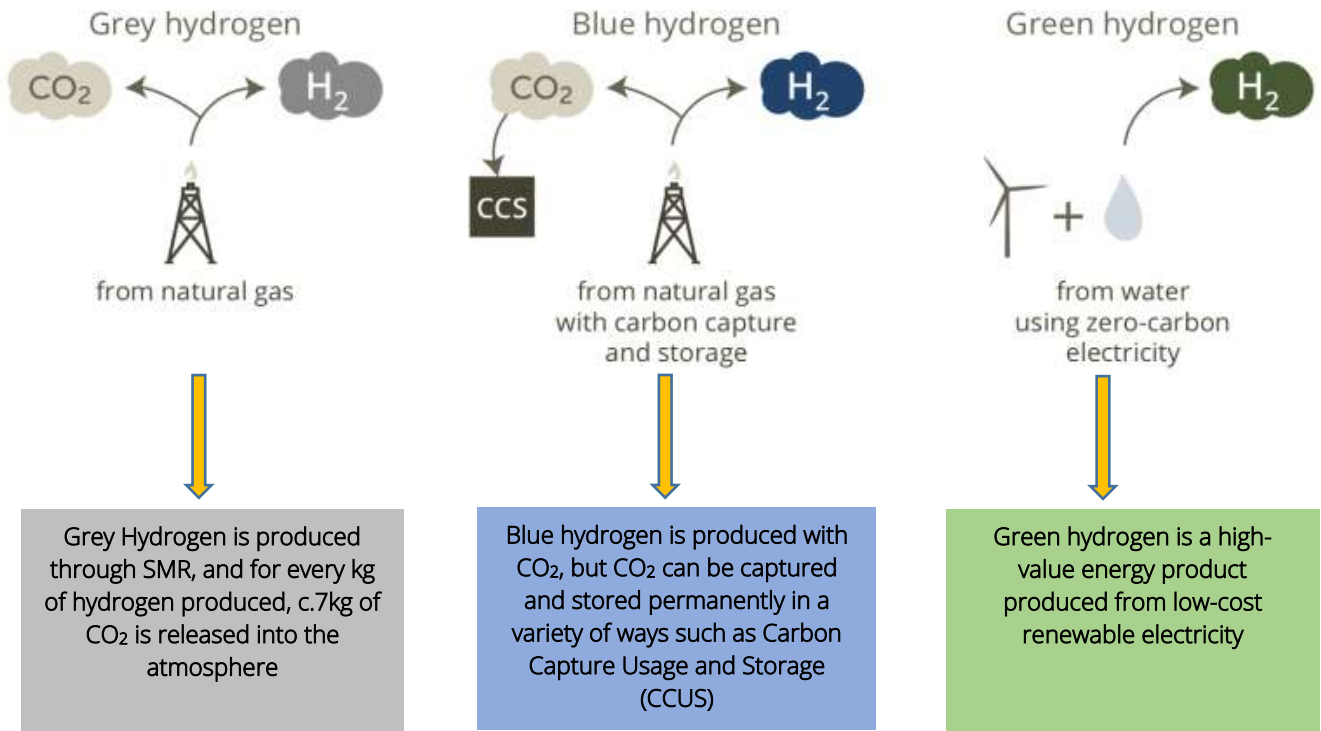 Grey hydrogen
CO₂
H₂
from natural gas
Grey Hydrogen is produced
through SMR, and for every kg
of hydrogen produced, c.7kg of
CO₂ is released into the
atmosphere
Blue hydrogen
CO₂
H₂
CCS
from natural gas
with carbon capture
and storage
Blue hydrogen is produced with
CO₂, but CO₂ can be captured
and stored permanently in a
variety of ways such as Carbon
Capture Usage and Storage
(CCUS)
Green hydrogen
H₂
+
from water
using zero-carbon
electricity
Green hydrogen is a high-
value energy product
produced from low-cost
renewable electricity